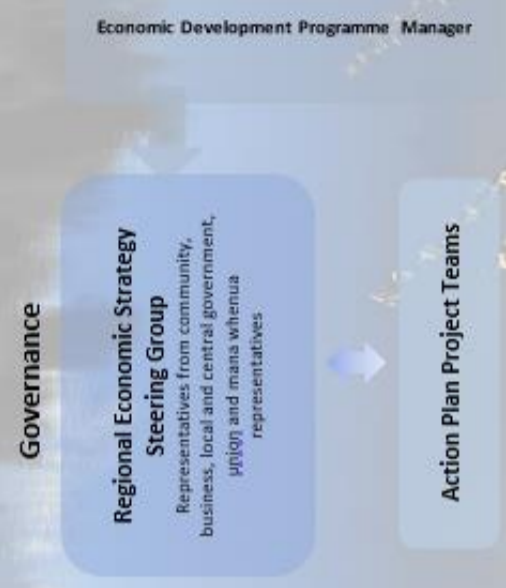 Economic Development Programme Manager
Governance
Regional Economic Strategy
Steering Group
Representatives from community,
business, local and central government,
union and mana whenua
representatives
Action Plan Project Teams